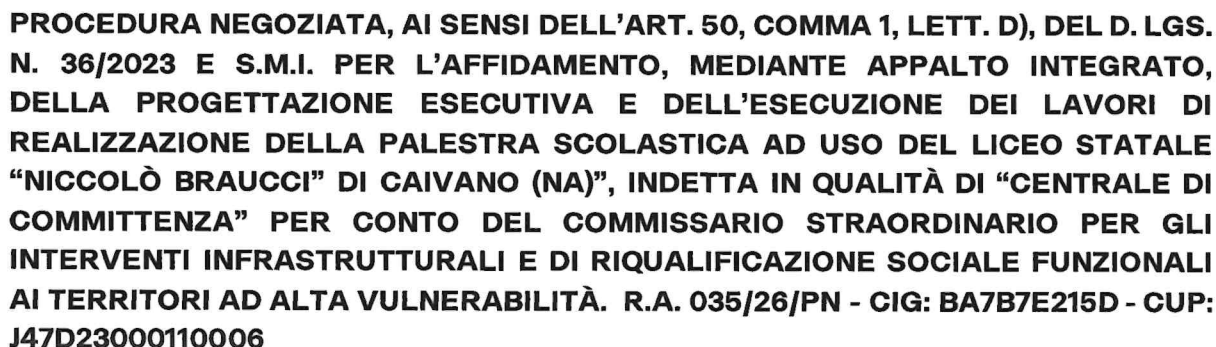 PROCEDURA NEGOZIATA, AI SENSI DELL’ART. 50, COMMA 1, LETT. D), DEL D. LGS.
N. 36/2023 E S.M.I. PER L’AFFIDAMENTO, MEDIANTE APPALTO INTEGRATO,
DELLA PROGETTAZIONE ESECUTIVA E DELL’ESECUZIONE DEI LAVORI DI
REALIZZAZIONE DELLA PALESTRA SCOLASTICA AD USO DEL LICEO STATALE
“NICCOLÒ BRAUCCI” DI CAIVANO (NA)”, INDETTA IN QUALITÀ DI “CENTRALE DI
COMMITTENZA” PER CONTO DEL COMMISSARIO STRAORDINARIO PER GLI
INTERVENTI INFRASTRUTTURALI E DI RIQUALIFICAZIONE SOCIALE FUNZIONALI
AI TERRITORI AD ALTA VULNERABILITÀ. R.A. 035/26/PN - CIG: BA7B7E215D - CUP:
J47D23000110006